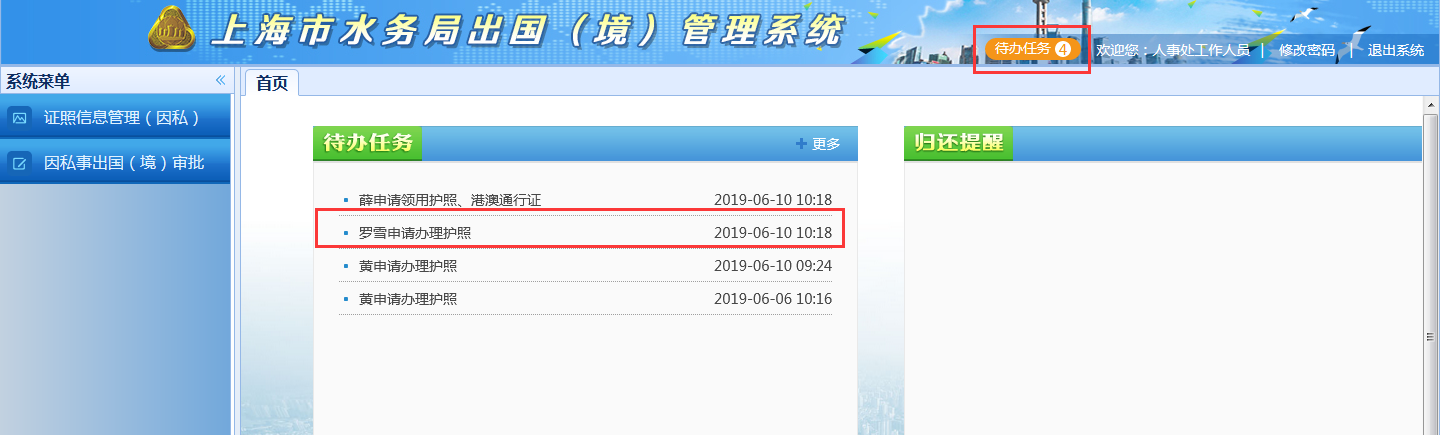 上海市水务局出国（境）管理系统
待办任务 4 欢迎您：人事处工作人员 | 修改密码 | 退出系统
系统菜单
首页
证照信息管理（因私）
因私事出国（境）审批
待办任务
更多
归还提醒
薛申请领用护照、港澳通行证 2019-06-10 10:18
罗雪申请办理护照 2019-06-10 10:18
黄申请办理护照 2019-06-10 09:24
黄申请办理护照 2019-06-06 10:16